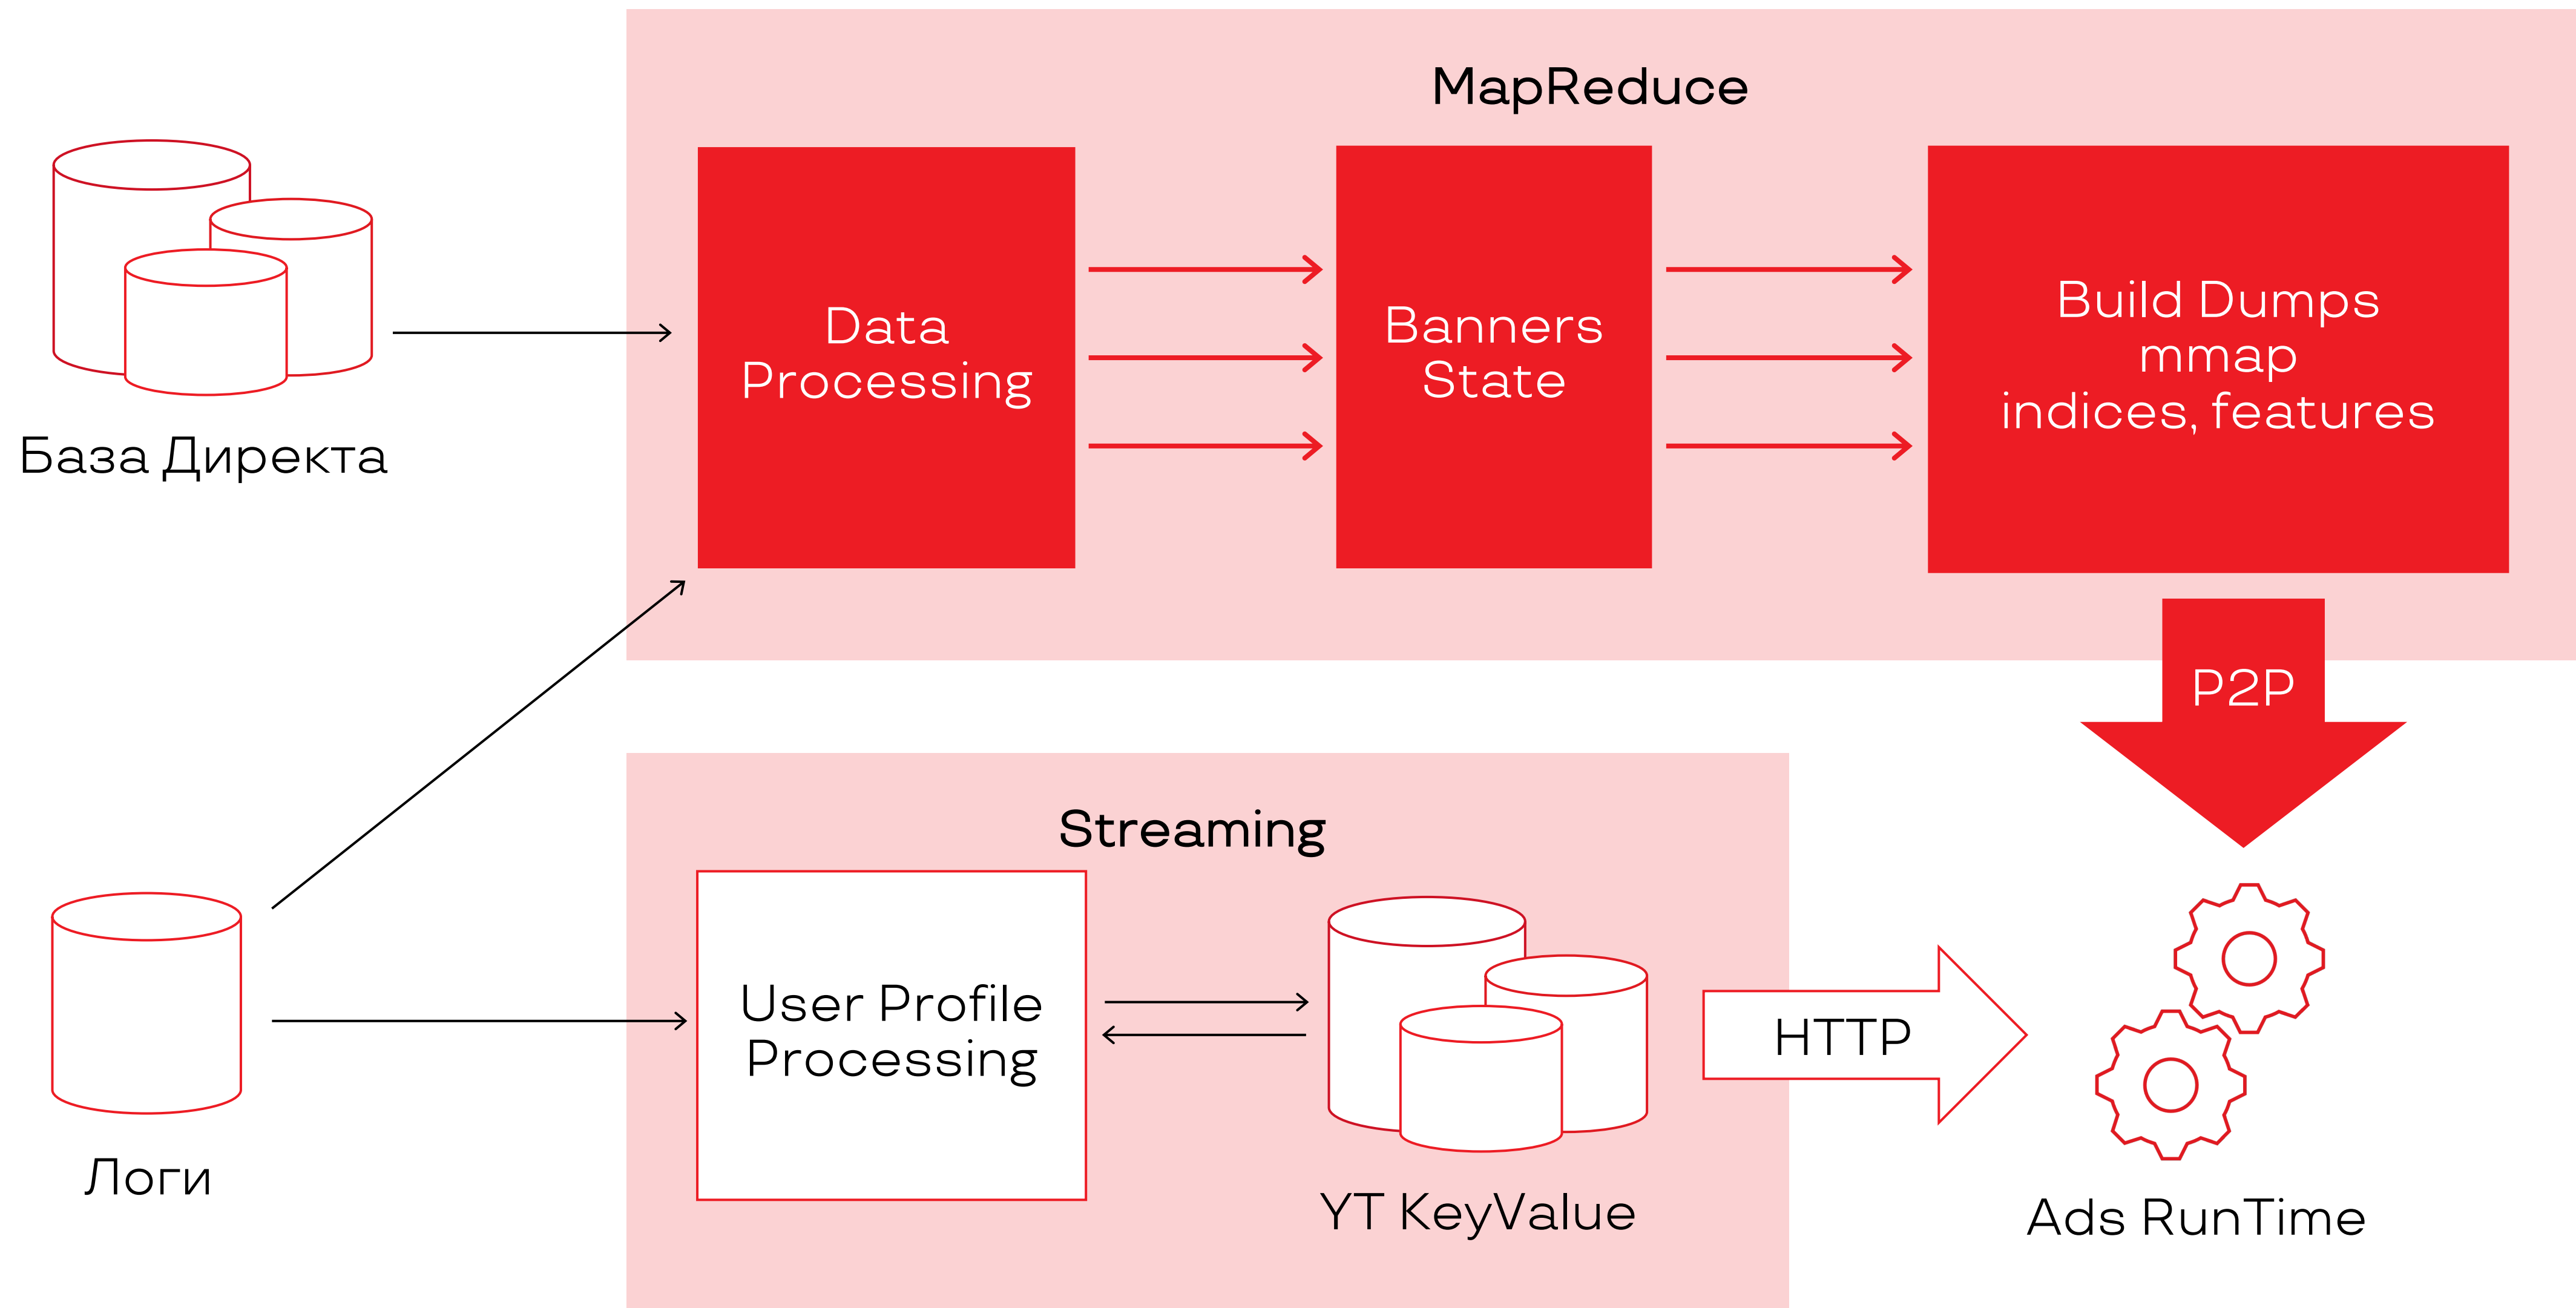 MapReduce
База Директа
Data
Processing
Banners
State
Build Dumps
mmap
indices, features
P2P
Streaming
Логи
User Profile
Processing
YT KeyValue
HTTP
Ads RunTime